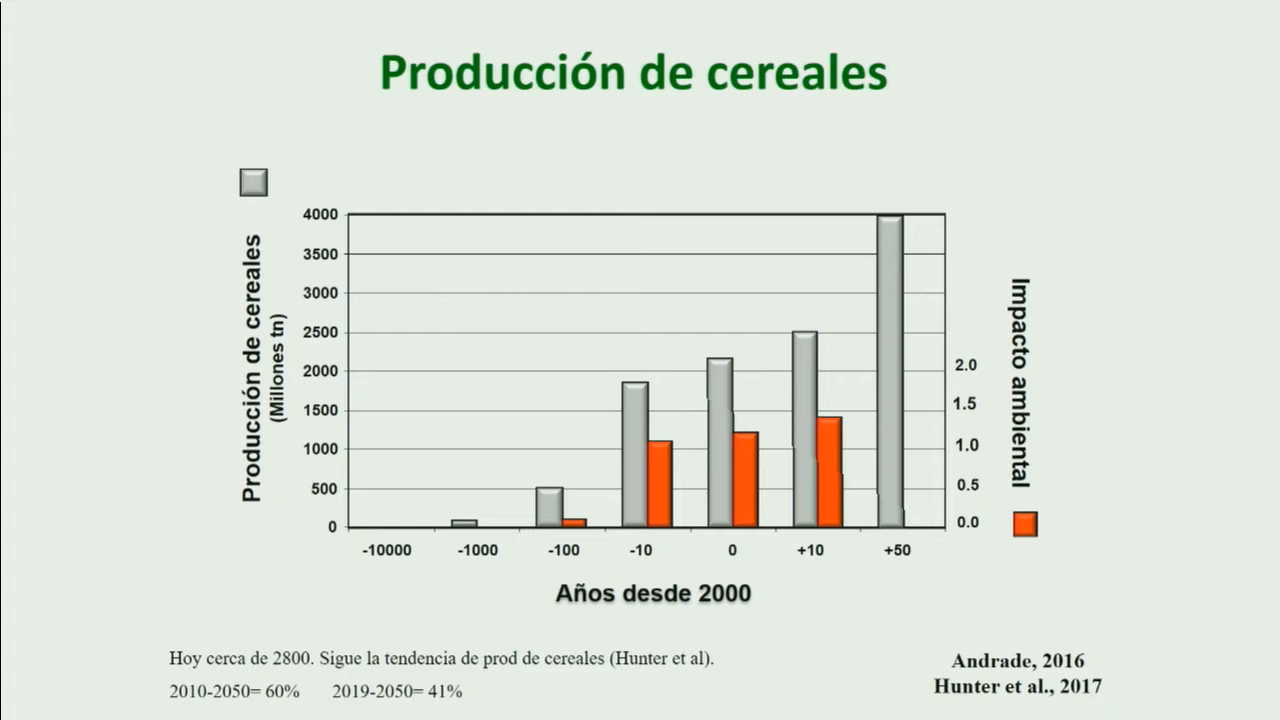 Producción de cereales
Producción de cereales
(Millones tn)
4000
3500
3000
2500
2000
1500
1000
500
0
2.0
1.5
1.0
0.5
0.0
Impacto ambiental
-10000 -1000 -100 -10 0 +10 +50
Años desde 2000
Hoy cerca de 2800. Sigue la tendencia de prod de cereales (Hunter et al).
2010-2050= 60% 2019-2050= 41%
Andrade, 2016
Hunter et al., 2017